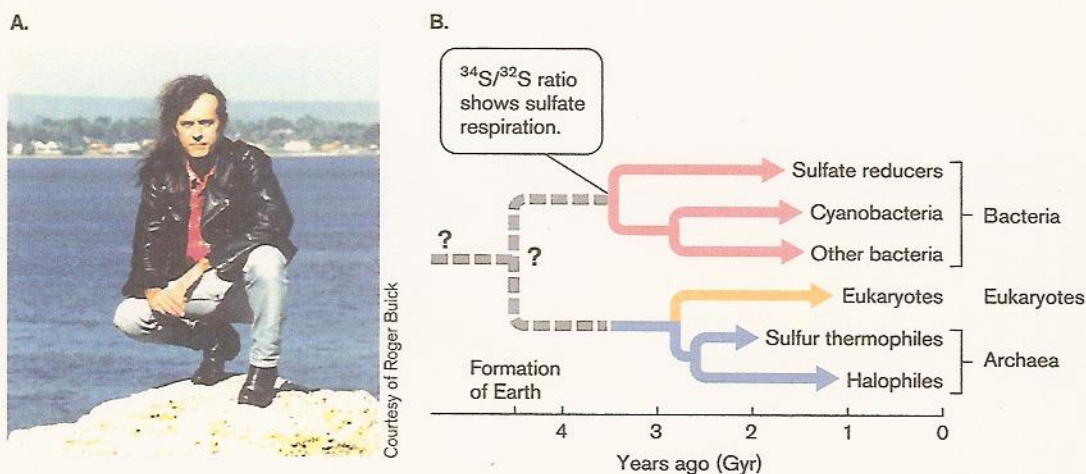 A.
Courtesy of Roger Buick
B.
³⁴S/³²S ratio
shows sulfate
respiration.
?
?
Sulfate reducers
Cyanobacteria
Other bacteria
Bacteria
Eukaryotes
Eukaryotes
Sulfur thermophiles
Halophiles
Archaea
Formation
of Earth
4
3
2
1
0
Years ago (Gyr)